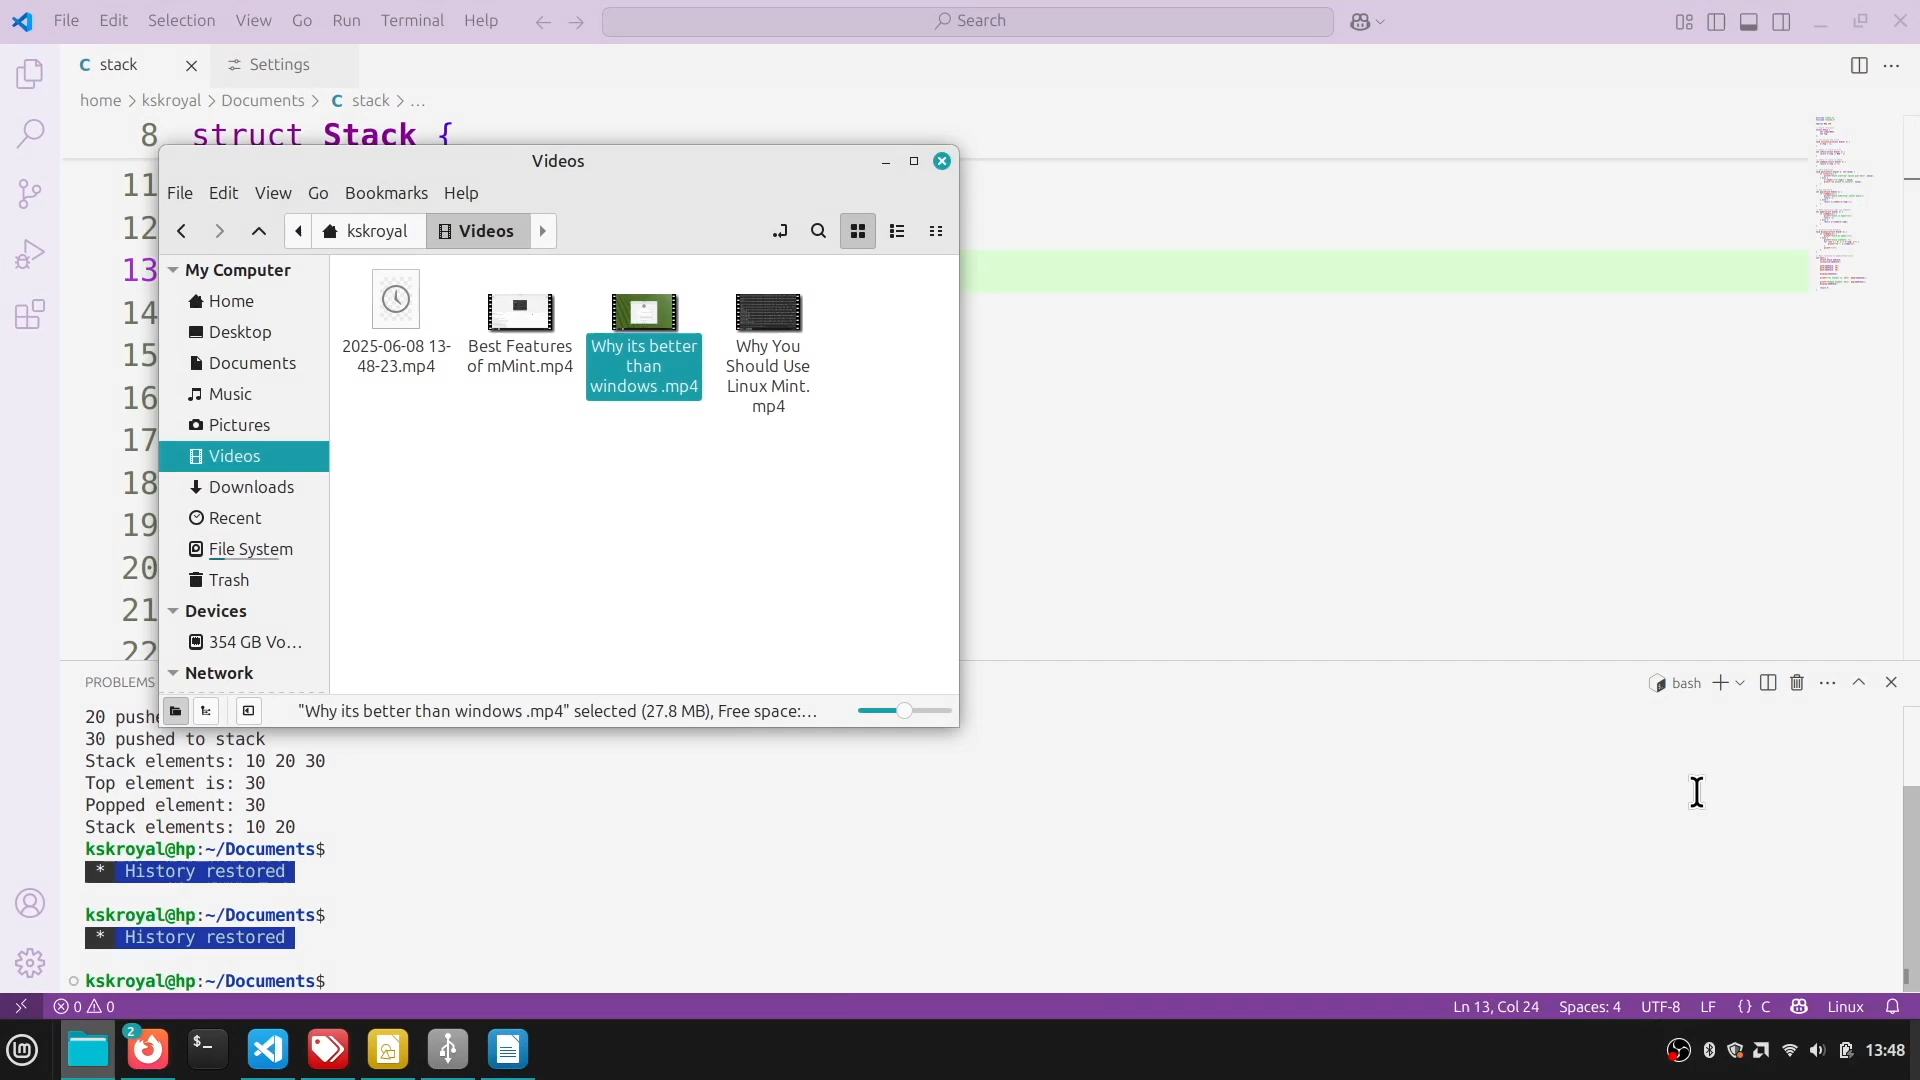 File Edit Selection View Go Run Terminal Help
Search
stack
Settings
home > kskroyal > Documents > C stack > ...
8 struct Stack {
11
12
13
14
15
16
17
18
19
20
21
22
Videos
File Edit View Go Bookmarks Help
kskroyal Videos
My Computer
Home
Desktop
Documents
Music
Pictures
Videos
Downloads
Recent
File System
Trash
Devices
354 GB Vo...
Network
2025-06-08 13-
48-23.mp4
Best Features
of mMint.mp4
Why its better
than
windows .mp4
Why You
Should Use
Linux Mint.
mp4
"Why its better than windows .mp4" selected (27.8 MB), Free space:...
PROBLEMS
bash
20 pushe
30 pushed to stack
Stack elements: 10 20 30
Top element is: 30
Popped element: 30
Stack elements: 10 20
kskroyal@hp:~/Documents$
* History restored
kskroyal@hp:~/Documents$
* History restored
kskroyal@hp:~/Documents$
0 0
Ln 13, Col 24 Spaces: 4 UTF-8 LF {} C Linux
2
$_
13:48